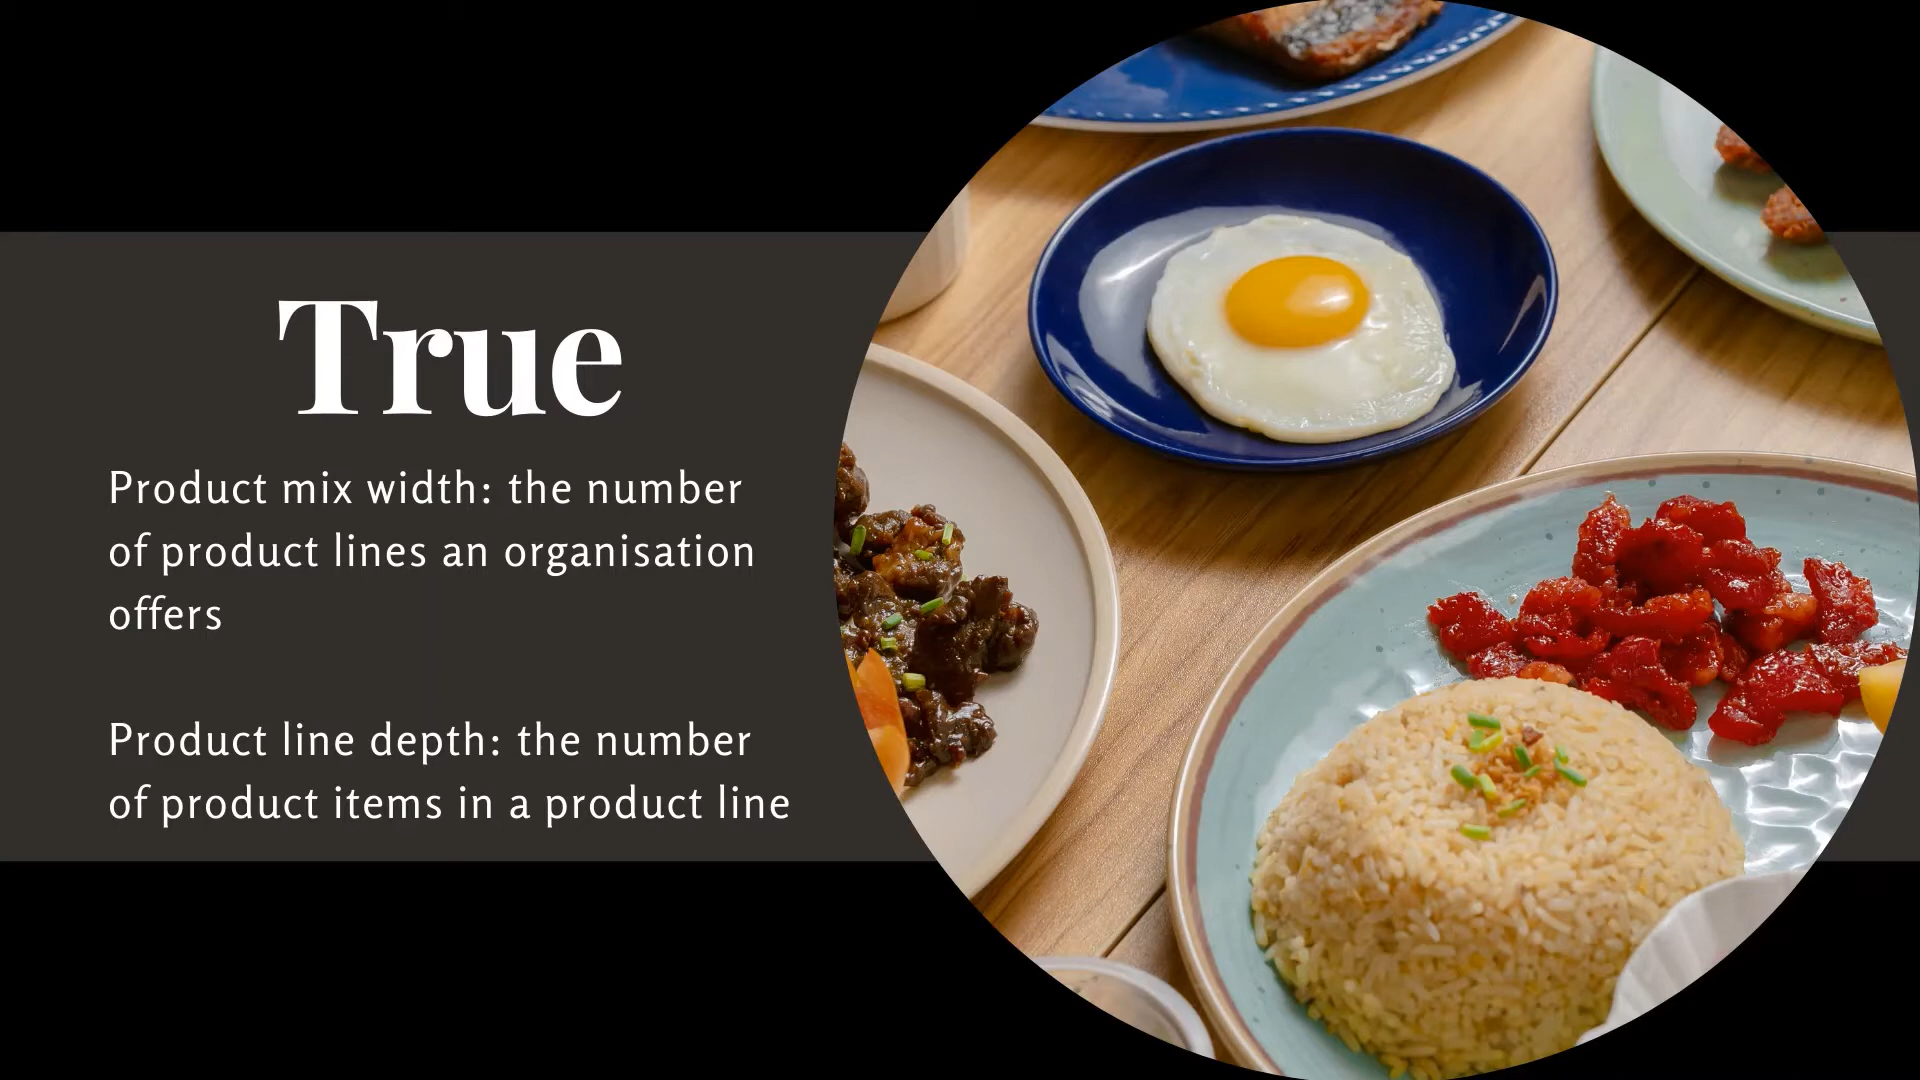 True
Product mix width: the number
of product lines an organisation
offers
Product line depth: the number
of product items in a product line